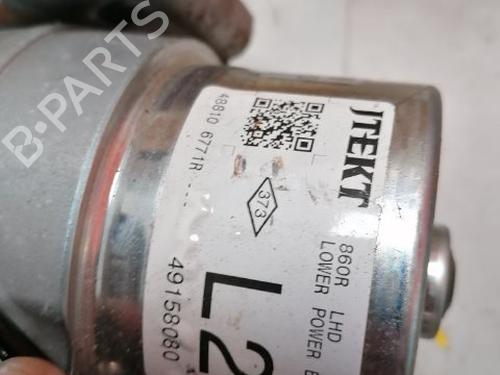 B-PARTS
JTEKT
48810 6771R ---
373
860R LHD
LOWER POWER
L2
49158080